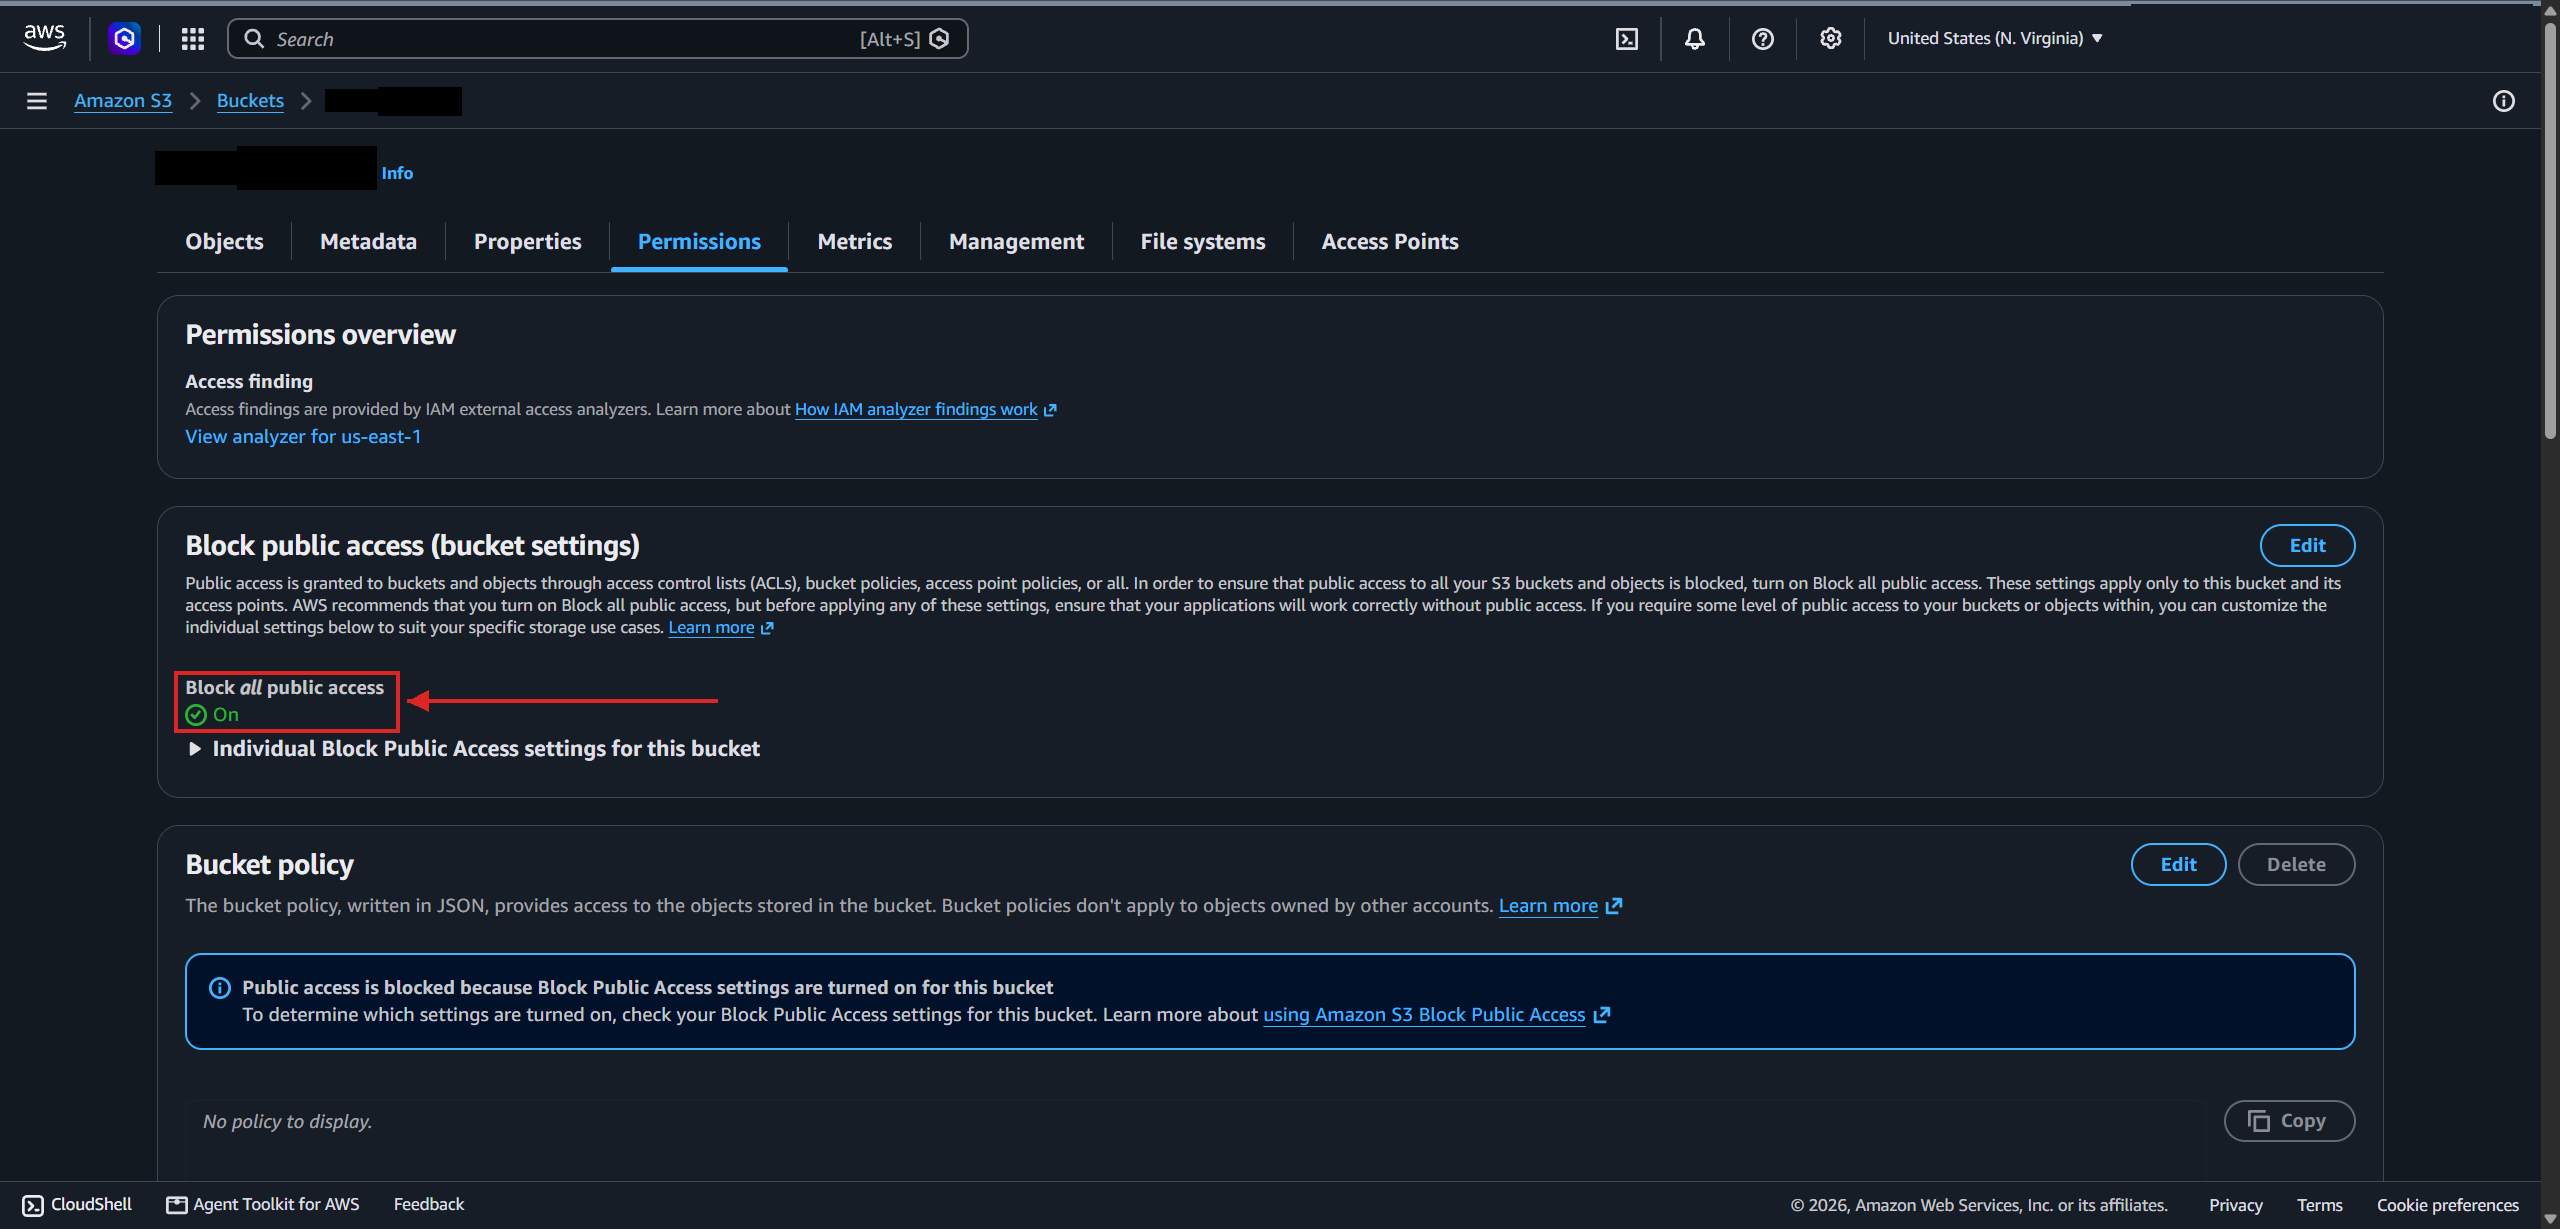 aws
Search [Alt+S]
United States (N. Virginia)
Amazon S3 Buckets
Info
Objects Metadata Properties Permissions Metrics Management File systems Access Points
Permissions overview
Access finding
Access findings are provided by IAM external access analyzers. Learn more about How IAM analyzer findings work
View analyzer for us-east-1
Block public access (bucket settings)
Edit
Public access is granted to buckets and objects through access control lists (ACLs), bucket policies, access point policies, or all. In order to ensure that public access to all your S3 buckets and objects is blocked, turn on Block all public access. These settings apply only to this bucket and its
access points. AWS recommends that you turn on Block all public access, but before applying any of these settings, ensure that your applications will work correctly without public access. If you require some level of public access to your buckets or objects within, you can customize the
individual settings below to suit your specific storage use cases. Learn more
Block all public access
On
Individual Block Public Access settings for this bucket
Bucket policy
Edit Delete
The bucket policy, written in JSON, provides access to the objects stored in the bucket. Bucket policies don't apply to objects owned by other accounts. Learn more
Public access is blocked because Block Public Access settings are turned on for this bucket
To determine which settings are turned on, check your Block Public Access settings for this bucket. Learn more about using Amazon S3 Block Public Access
No policy to display.
Copy
CloudShell Agent Toolkit for AWS Feedback
© 2026, Amazon Web Services, Inc. or its affiliates. Privacy Terms Cookie preferences